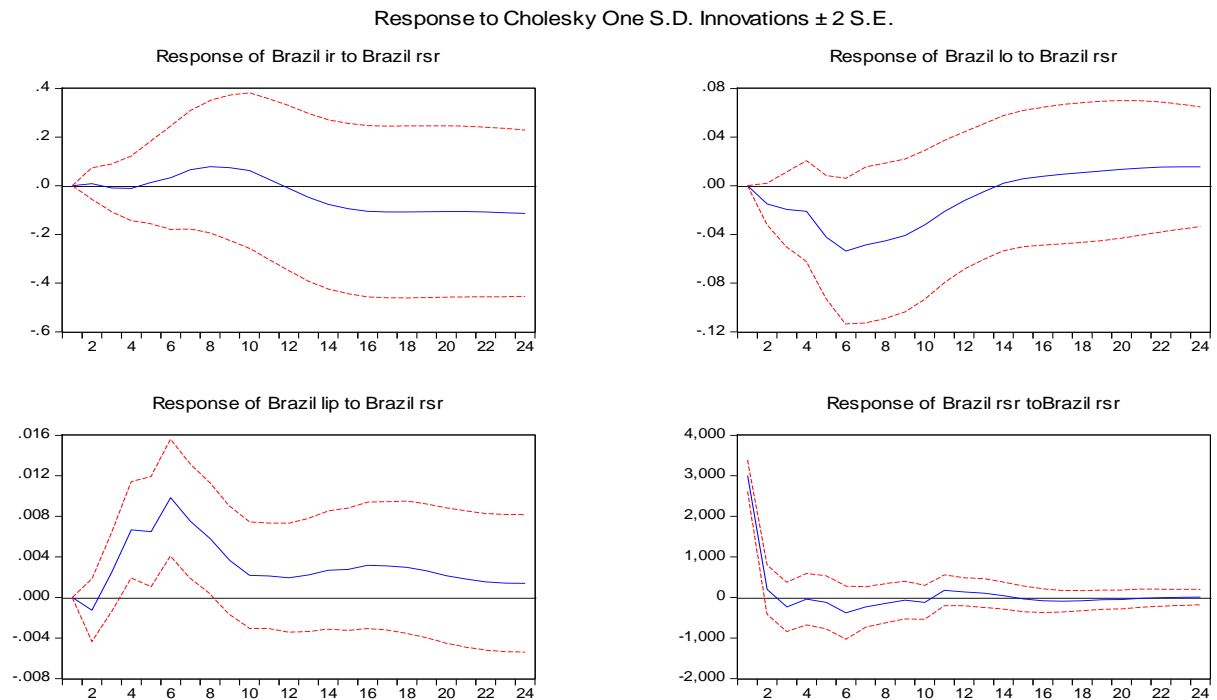 Response to Cholesky One S.D. Innovations ± 2 S.E.
Response of Brazil ir to Brazil rsr
.4
.2
.0
-.2
-.4
-.6
2 4 6 8 10 12 14 16 18 20 22 24
Response of Brazil lo to Brazil rsr
.08
.04
.00
-.04
-.08
-.12
2 4 6 8 10 12 14 16 18 20 22 24
Response of Brazil lip to Brazil rsr
.016
.012
.008
.004
.000
-.004
-.008
2 4 6 8 10 12 14 16 18 20 22 24
Response of Brazil rsr toBrazil rsr
4,000
3,000
2,000
1,000
0
-1,000
-2,000
2 4 6 8 10 12 14 16 18 20 22 24